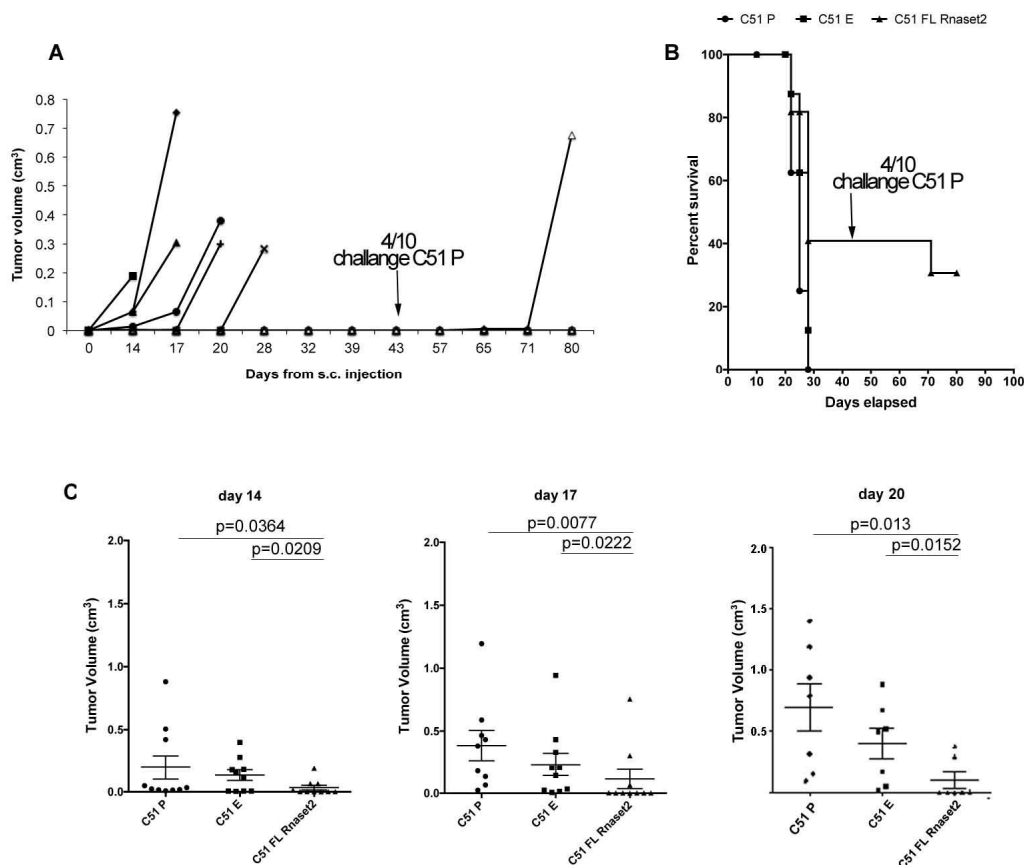 C51 P C51 E C51 FL Rnaset2
A
Tumor volume (cm³)
0.8
0.7
0.6
0.5
0.4
0.3
0.2
0.1
0
4/10
challange C51 P
0 14 17 20 28 32 39 43 57 65 71 80
Days from s.c. injection
B
Percent survival
100
80
60
40
20
0
4/10
challange C51 P
0 10 20 30 40 50 60 70 80 90 100
Days elapsed
C
day 14
p=0.0364
p=0.0209
Tumor Volume (cm³)
2.0
1.5
1.0
0.5
0.0
C51 P
C51 E
C51 FL Rnaset2
day 17
p=0.0077
p=0.0222
Tumor Volume (cm³)
2.0
1.5
1.0
0.5
0.0
C51 P
C51 E
C51 FL Rnaset2
day 20
p=0.013
p=0.0152
Tumor Volume (cm³)
2.0
1.5
1.0
0.5
0.0
C51 P
C51 E
C51 FL Rnaset2